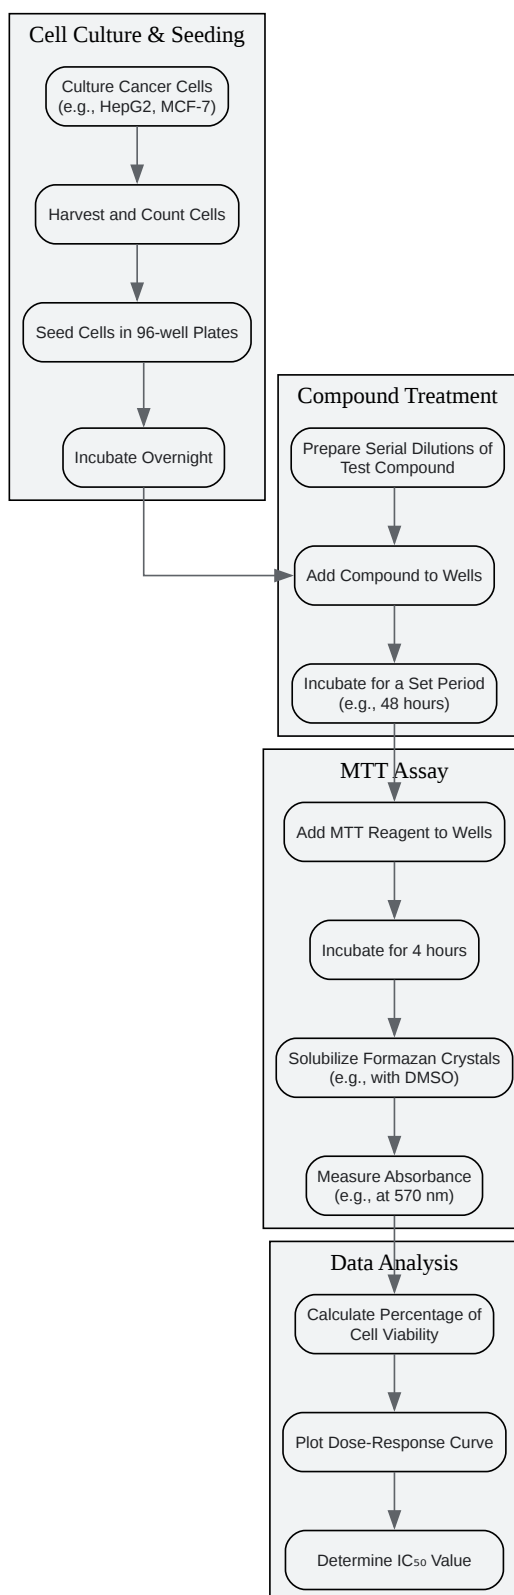 Cell Culture & Seeding
Culture Cancer Cells
(e.g., HepG2, MCF-7)
Harvest and Count Cells
Seed Cells in 96-well Plates
Incubate Overnight
Compound Treatment
Prepare Serial Dilutions of
Test Compound
Add Compound to Wells
Incubate for a Set Period
(e.g., 48 hours)
MTT Assay
Add MTT Reagent to Wells
Incubate for 4 hours
Solubilize Formazan Crystals
(e.g., with DMSO)
Measure Absorbance
(e.g., at 570 nm)
Data Analysis
Calculate Percentage of
Cell Viability
Plot Dose-Response Curve
Determine IC₅₀ Value